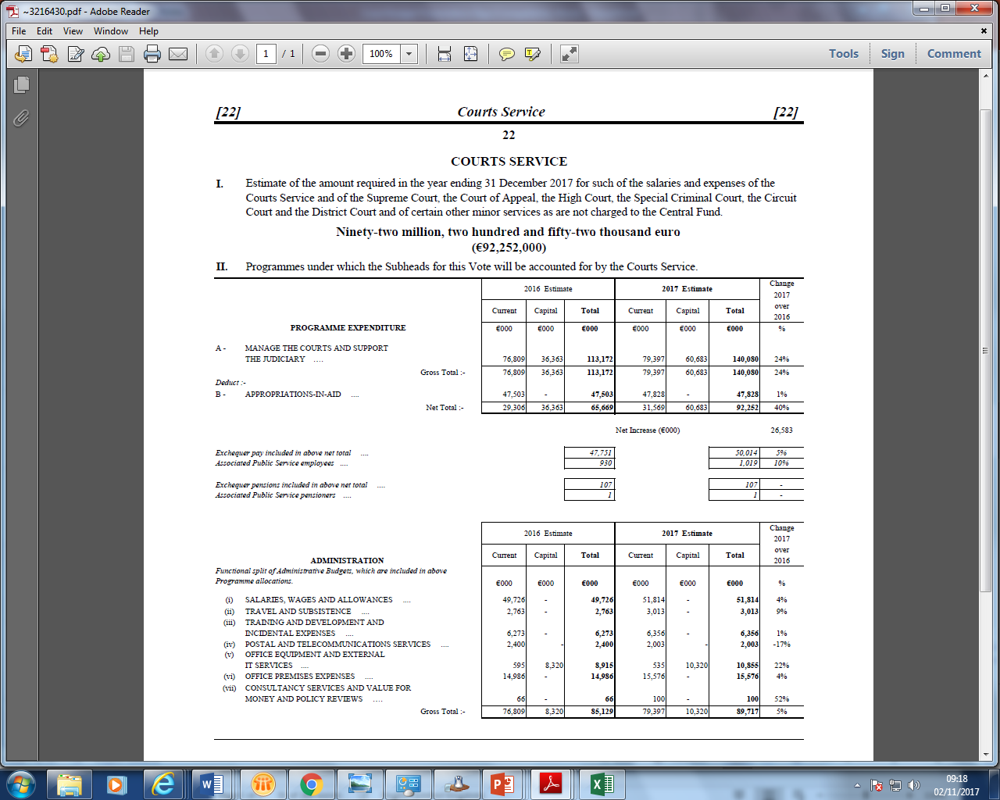 ~3216430.pdf - Adobe Reader
File Edit View Window Help
1 / 1 100% Tools Sign Comment
[22] Courts Service [22]
22
COURTS SERVICE
I. Estimate of the amount required in the year ending 31 December 2017 for such of the salaries and expenses of the
Courts Service and of the Supreme Court, the Court of Appeal, the High Court, the Special Criminal Court, the Circuit
Court and the District Court and of certain other minor services as are not charged to the Central Fund.
Ninety-two million, two hundred and fifty-two thousand euro
(€92,252,000)
II. Programmes under which the Subheads for this Vote will be accounted for by the Courts Service.
2016 Estimate 2017 Estimate Change
2017
over
2016
Current Capital Total Current Capital Total
PROGRAMME EXPENDITURE €000 €000 €000 €000 €000 €000 %
A - MANAGE THE COURTS AND SUPPORT
THE JUDICIARY .... 76,809 36,363 113,172 79,397 60,683 140,080 24%
Gross Total :- 76,809 36,363 113,172 79,397 60,683 140,080 24%
Deduct :-
B - APPROPRIATIONS-IN-AID .... 47,503 - 47,503 47,828 - 47,828 1%
Net Total :- 29,306 36,363 65,669 31,569 60,683 92,252 40%
Net Increase (€000) 26,583
Exchequer pay included in above net total .... 47,751 50,014 5%
Associated Public Service employees .... 930 1,019 10%
Exchequer pensions included in above net total .... 107 107 -
Associated Public Service pensioners .... 1 1 -
2016 Estimate 2017 Estimate Change
2017
over
2016
Current Capital Total Current Capital Total
ADMINISTRATION
Functional split of Administrative Budgets, which are included in above
Programme allocations. €000 €000 €000 €000 €000 €000 %
(i) SALARIES, WAGES AND ALLOWANCES .... 49,726 - 49,726 51,814 - 51,814 4%
(ii) TRAVEL AND SUBSISTENCE .... 2,763 - 2,763 3,013 - 3,013 9%
(iii) TRAINING AND DEVELOPMENT AND
INCIDENTAL EXPENSES .... 6,273 - 6,273 6,356 - 6,356 1%
(iv) POSTAL AND TELECOMMUNICATIONS SERVICES .... 2,400 - 2,400 2,003 - 2,003 -17%
(v) OFFICE EQUIPMENT AND EXTERNAL
IT SERVICES .... 595 8,320 8,915 535 10,320 10,855 22%
(vi) OFFICE PREMISES EXPENSES .... 14,986 - 14,986 15,576 - 15,576 4%
(vii) CONSULTANCY SERVICES AND VALUE FOR
MONEY AND POLICY REVIEWS .... 66 - 66 100 - 100 52%
Gross Total :- 76,809 8,320 85,129 79,397 10,320 89,717 5%
09:18
02/11/2017